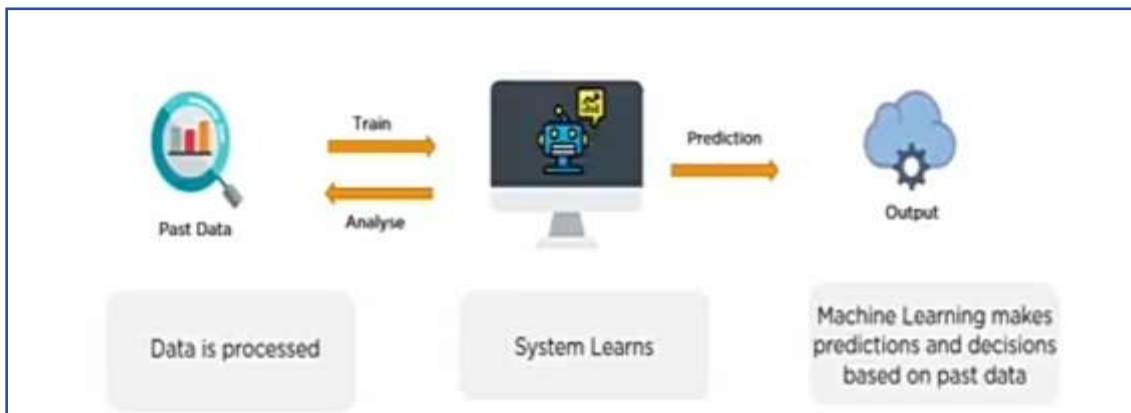 Train
Prediction
Past Data
Analyse
Output
Data is processed
System Learns
Machine Learning makes
predictions and decisions
based on past data